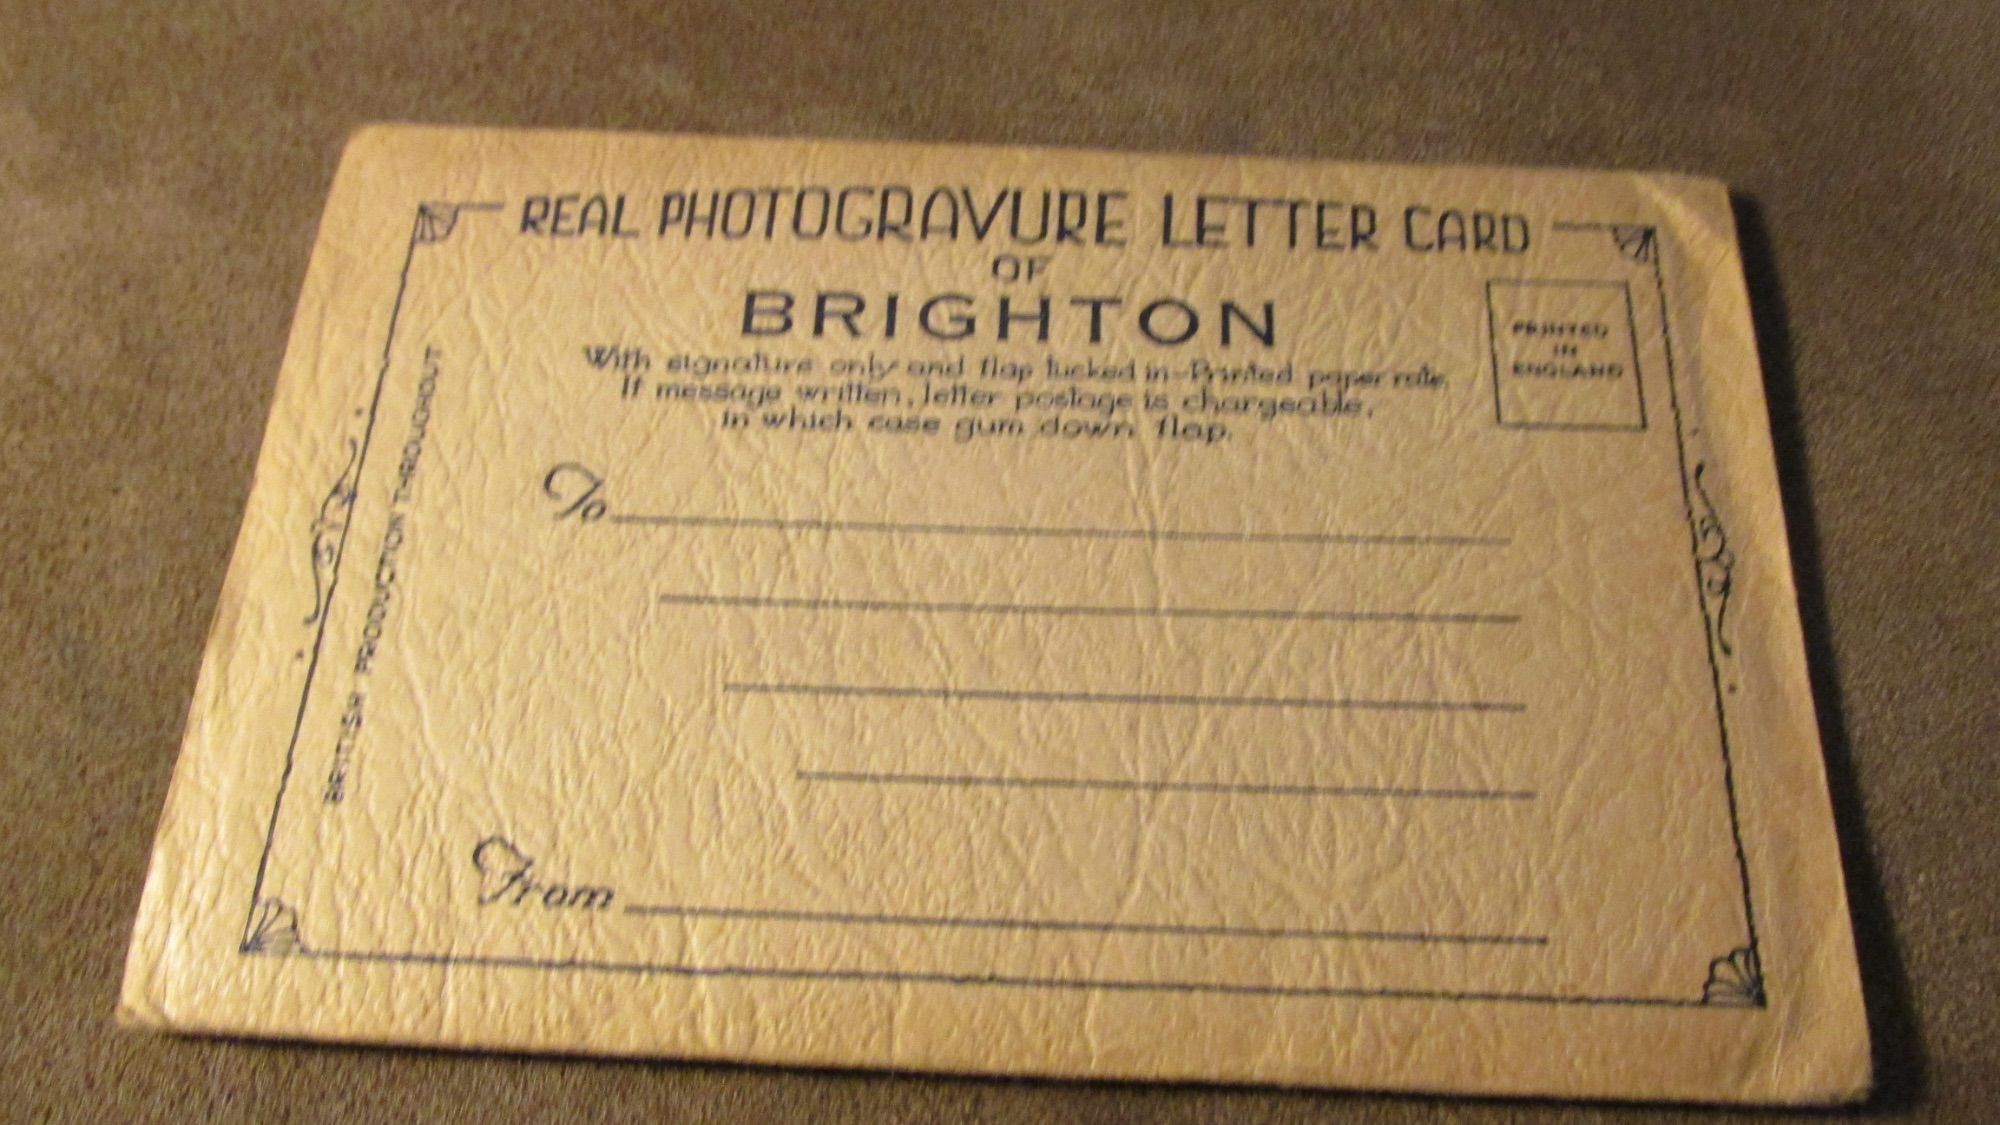 REAL PHOTOGRAVURE LETTER CARD
OF
BRIGHTON
With signature only and flap tucked in-Printed paper rate.
If message written, letter postage is chargeable,
in which case gum down flap.
PRINTED
IN
ENGLAND
BRITISH PRODUCTION THROUGHOUT
To
From